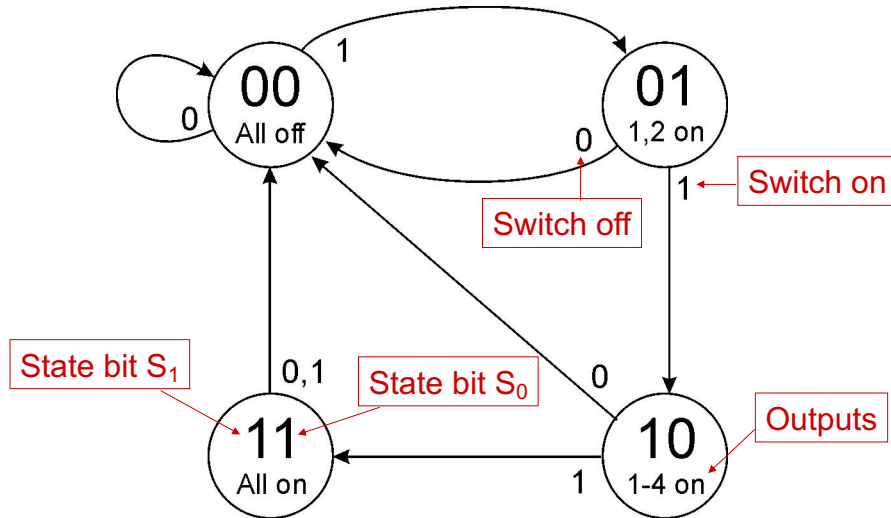 00
All off
0
1
01
1,2 on
0
1
Switch on
Switch off
State bit S₁
0,1
State bit S₀
0
11
All on
10
1-4 on
1
Outputs